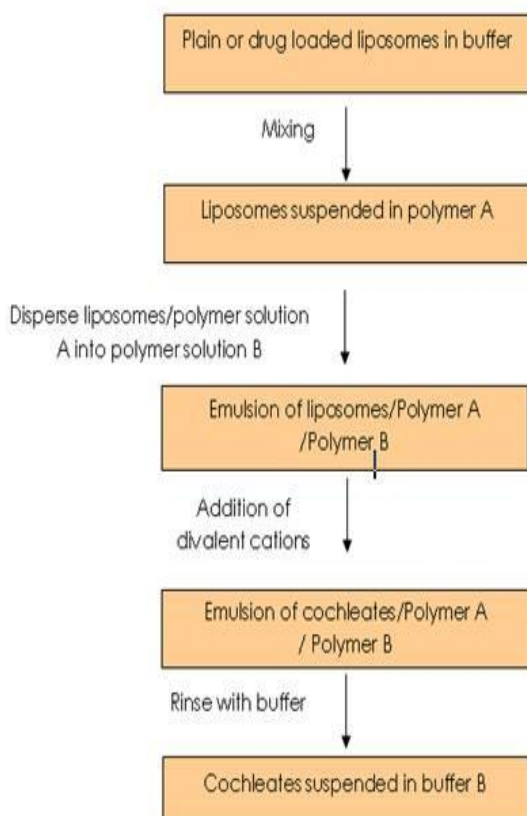 Plain or drug loaded liposomes in buffer
Mixing
Liposomes suspended in polymer A
Disperse liposomes/polymer solution
A into polymer solution B
Emulsion of liposomes/Polymer A
/Polymer B
Addition of
divalent cations
Emulsion of cochleates/Polymer A
/ Polymer B
Rinse with buffer
Cochleates suspended in buffer B